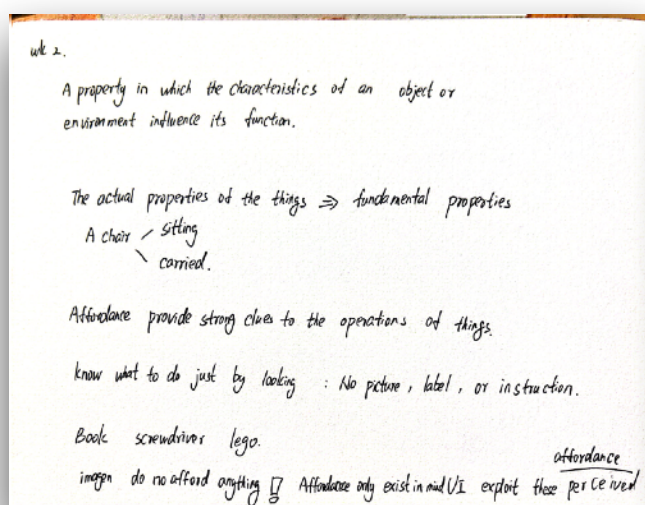 wk 2.
A property in which the characteristics of an object or
environment influence its function.
The actual properties of the things ⇒ fundamental properties
A chair sitting
carried.
Affordance provide strong clues to the operations of things.
know what to do just by looking : No picture, label, or instruction.
Book screwdriver lego.
affordance
imagen do no afford anything ! Affordance only exist in mind UI exploit these perceived